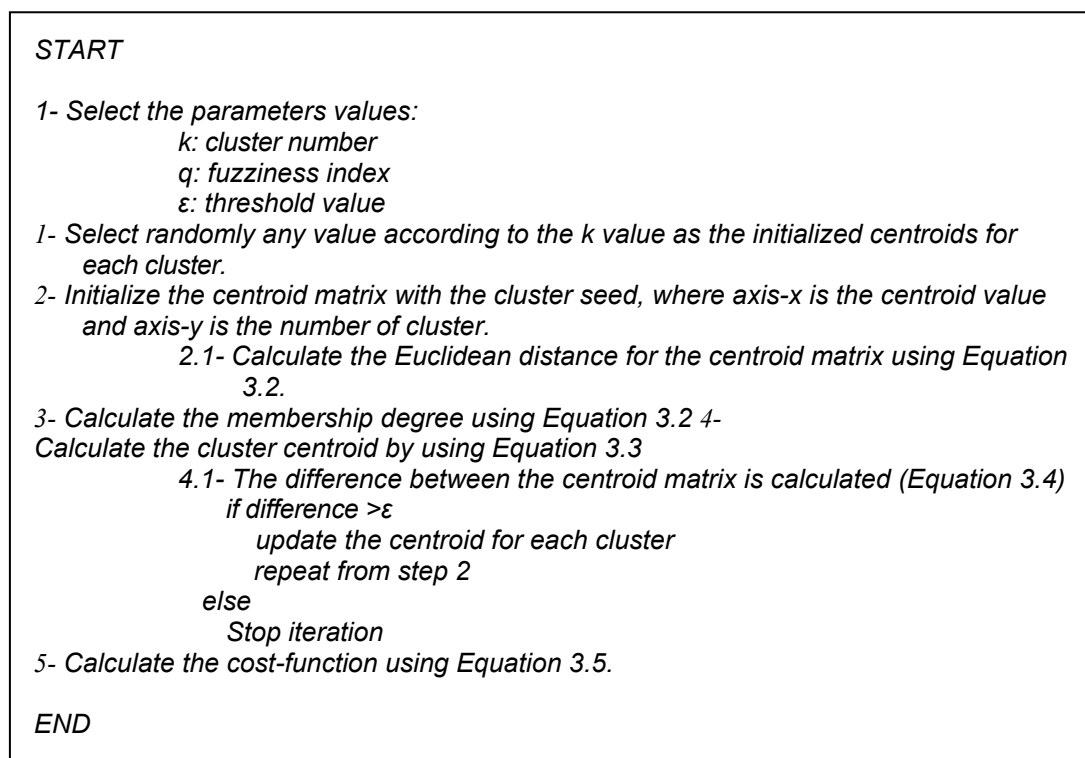 START
1- Select the parameters values:
k: cluster number
q: fuzziness index
ε: threshold value
1- Select randomly any value according to the k value as the initialized centroids for
each cluster.
2- Initialize the centroid matrix with the cluster seed, where axis-x is the centroid value
and axis-y is the number of cluster.
2.1- Calculate the Euclidean distance for the centroid matrix using Equation
3.2.
3- Calculate the membership degree using Equation 3.2 4-
Calculate the cluster centroid by using Equation 3.3
4.1- The difference between the centroid matrix is calculated (Equation 3.4)
if difference >ε
update the centroid for each cluster
repeat from step 2
else
Stop iteration
5- Calculate the cost-function using Equation 3.5.
END